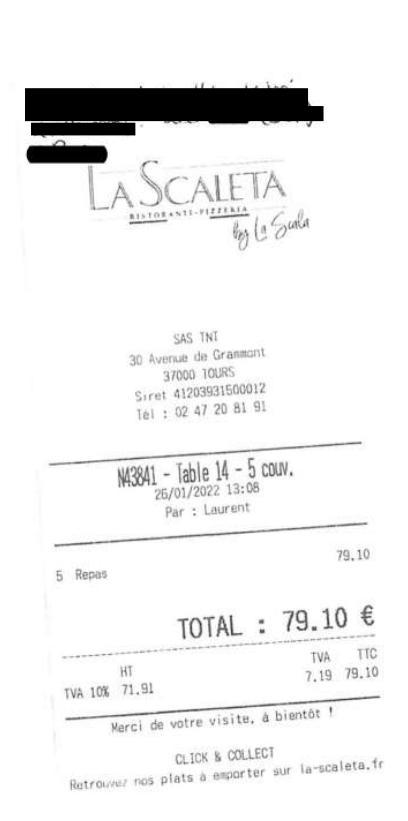 LA SCALETA
RISTORANTE-PIZZERIA
by La Scala
SAS TNT
30 Avenue de Grammont
37000 TOURS
Siret 41203931500012
Tél : 02 47 20 81 91
N43841 - Table 14 - 5 couv.
26/01/2022 13:08
Par : Laurent
5 Repas 79.10
TOTAL : 79.10 €
HT TVA TTC
TVA 10% 71.91 7.19 79.10
Merci de votre visite, à bientôt !
CLICK & COLLECT
Retrouvez nos plats à emporter sur la-scaleta.fr